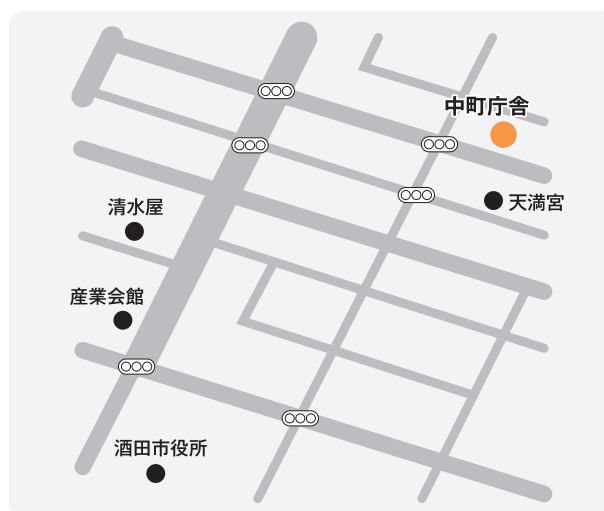 中町庁舎
天満宮
清水屋
産業会館
酒田市役所